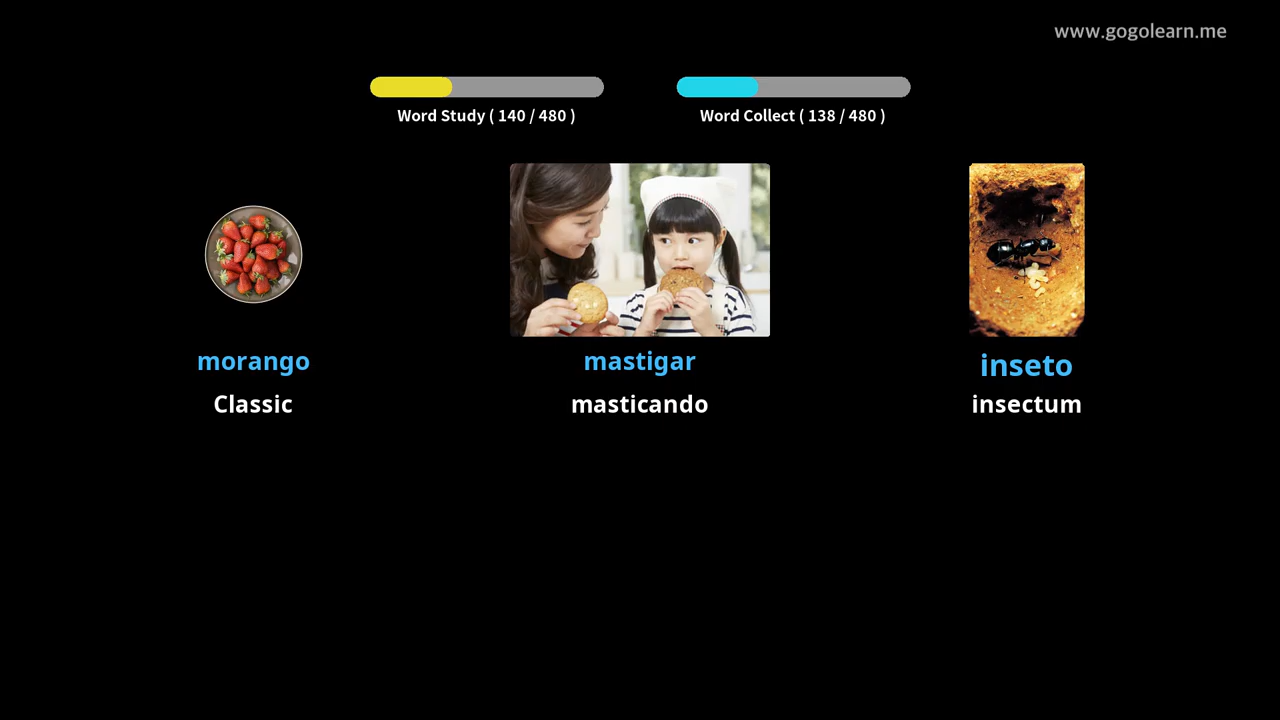 www.gogolearn.me
Word Study ( 140 / 480 )
Word Collect ( 138 / 480 )
morango
mastigar
inseto
Classic
masticando
insectum